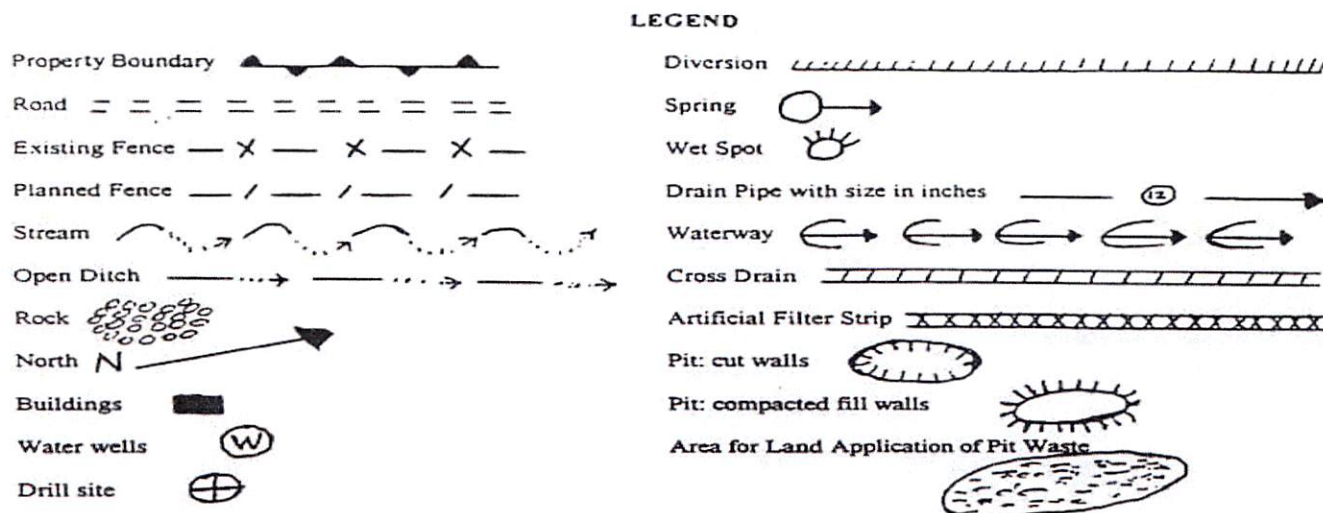 LEGEND
Property Boundary
Road
Existing Fence
Planned Fence
Stream
Open Ditch
Rock
North N
Buildings
Water wells W
Drill site
Diversion
Spring
Wet Spot
Drain Pipe with size in inches 12
Waterway
Cross Drain
Artificial Filter Strip
Pit: cut walls
Pit: compacted fill walls
Area for Land Application of Pit Waste